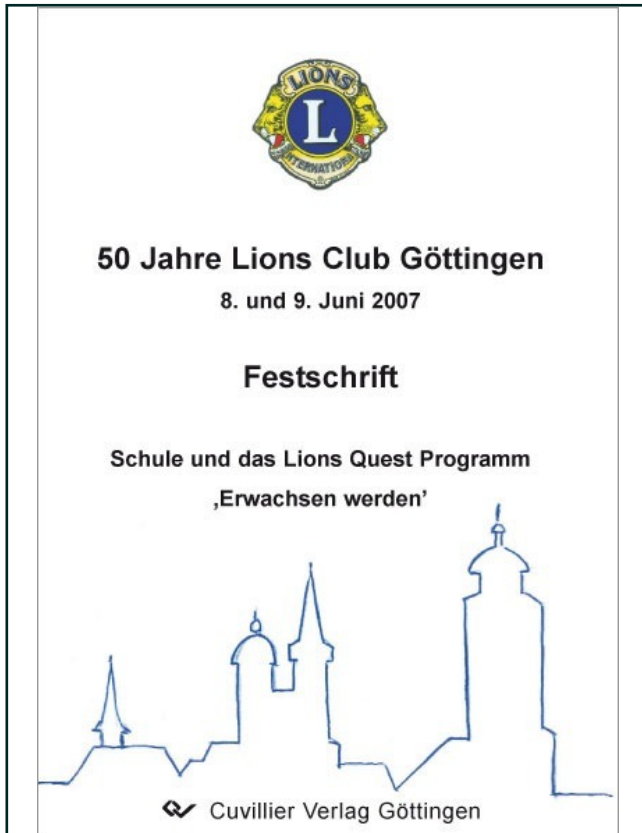 LIONS
L
INTERNATIONAL
50 Jahre Lions Club Göttingen
8. und 9. Juni 2007
Festschrift
Schule und das Lions Quest Programm
‚Erwachsen werden’
Cuvillier Verlag Göttingen